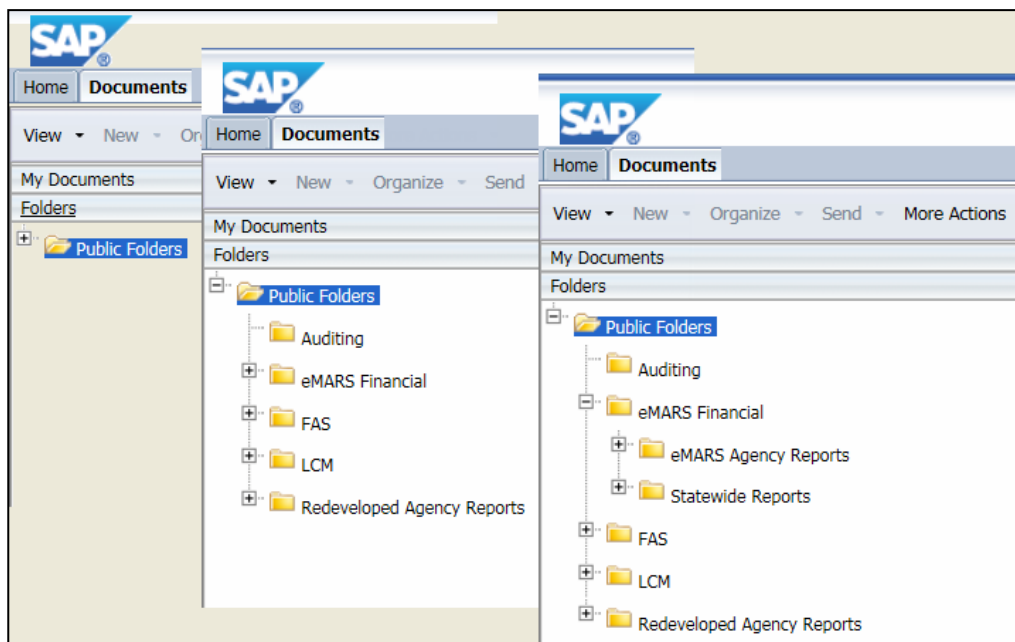 SAP®
Home Documents
View New Or
My Documents
Folders
Public Folders
SAP®
Home Documents
View New Organize Send
My Documents
Folders
Public Folders
Auditing
eMARS Financial
FAS
LCM
Redeveloped Agency Reports
SAP®
Home Documents
View New Organize Send More Actions
My Documents
Folders
Public Folders
Auditing
eMARS Financial
eMARS Agency Reports
Statewide Reports
FAS
LCM
Redeveloped Agency Reports